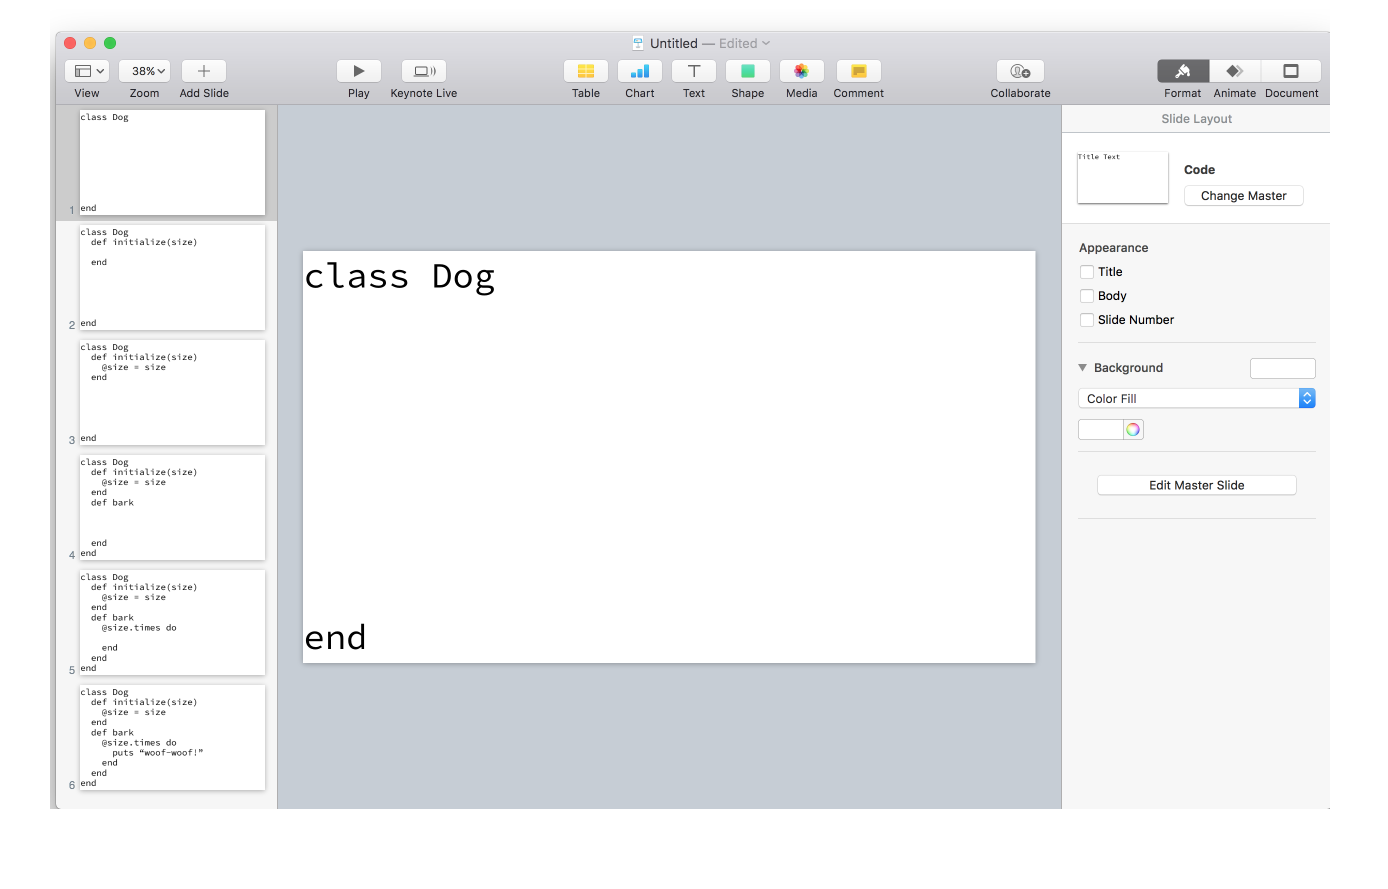 Untitled — Edited
38%
View
Zoom
Add Slide
Play
Keynote Live
Table
Chart
Text
Shape
Media
Comment
Collaborate
Format
Animate
Document
class Dog
end
1
class Dog
  def initialize(size)
  end
end
2
class Dog
  def initialize(size)
    @size = size
  end
end
3
class Dog
  def initialize(size)
    @size = size
  end
  def bark
  end
end
4
class Dog
  def initialize(size)
    @size = size
  end
  def bark
    @size.times do
    end
  end
end
5
class Dog
  def initialize(size)
    @size = size
  end
  def bark
    @size.times do
      puts “woof-woof!”
    end
  end
end
6
class Dog
end
Slide Layout
Title Text
Code
Change Master
Appearance
Title
Body
Slide Number
Background
Color Fill
Edit Master Slide